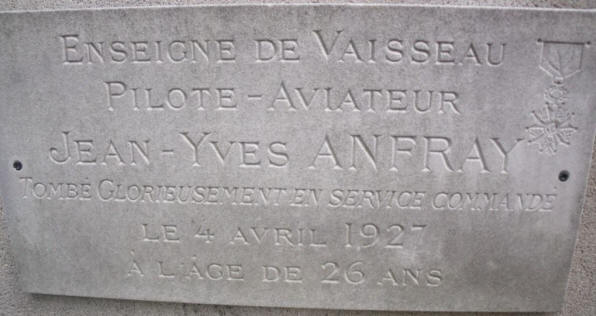 ENSEIGNE DE VAISSEAU
PILOTE-AVIATEUR
JEAN-YVES ANFRAY
TOMBÉ GLORIEUSEMENT EN SERVICE COMMANDÉ
LE 4 AVRIL 1927
À L'ÂGE DE 26 ANS